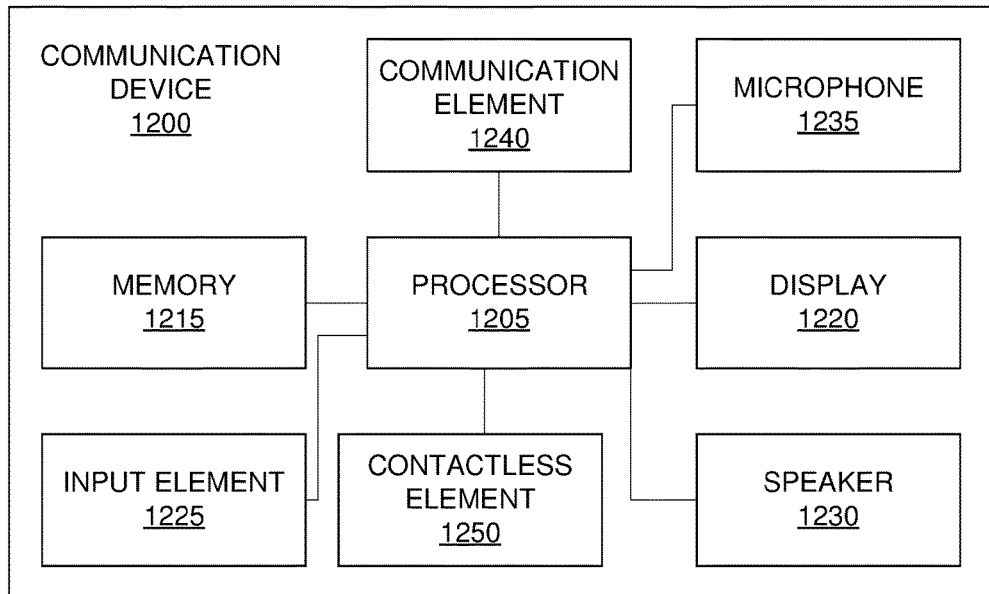 COMMUNICATION
DEVICE
1200
COMMUNICATION
ELEMENT
1240
MICROPHONE
1235
MEMORY
1215
PROCESSOR
1205
DISPLAY
1220
INPUT ELEMENT
1225
CONTACTLESS
ELEMENT
1250
SPEAKER
1230